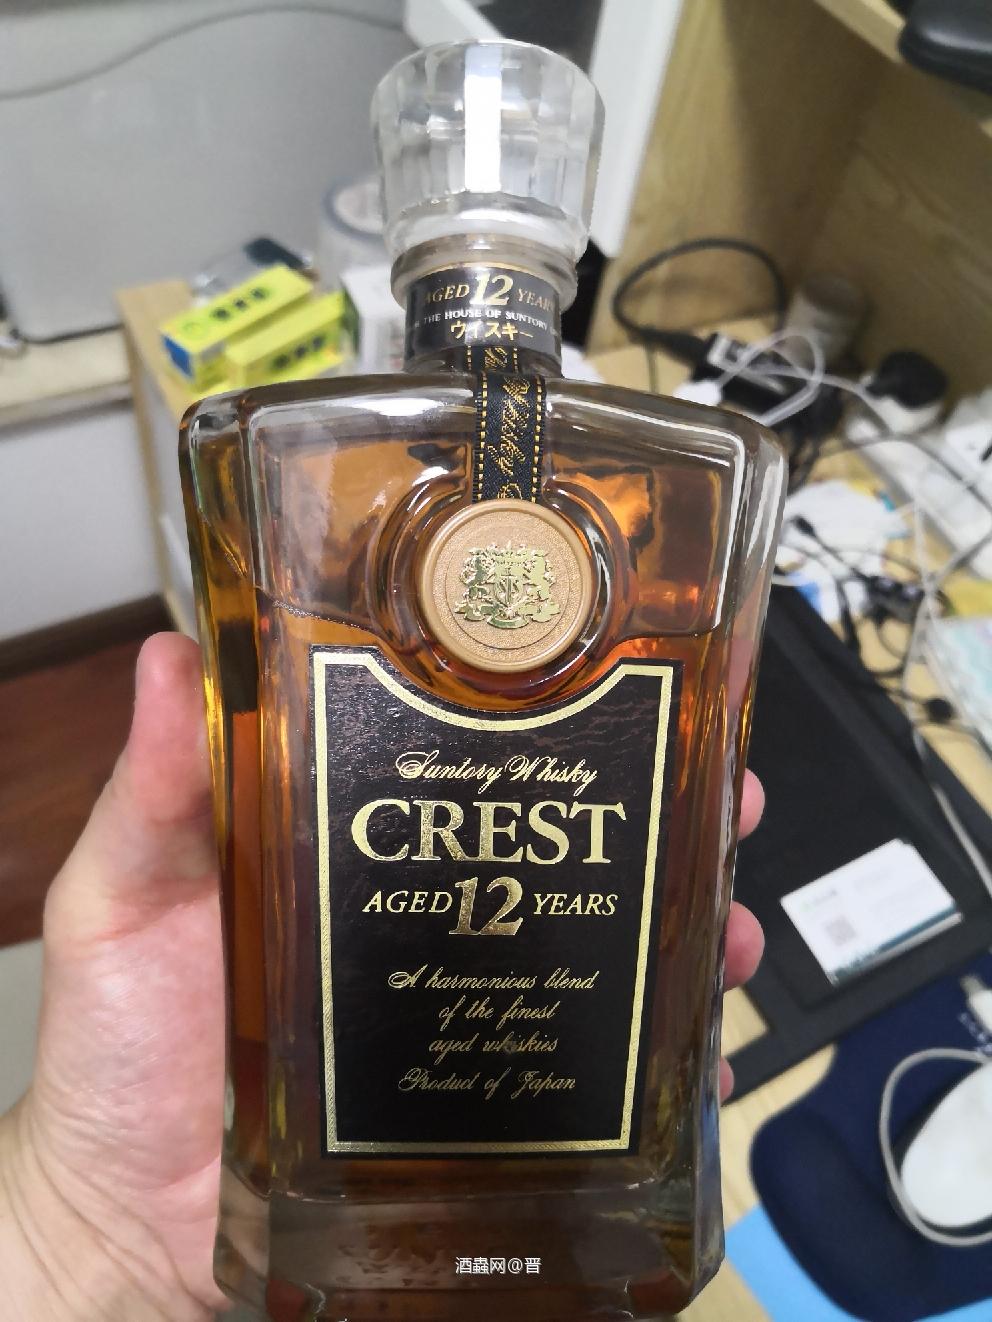 AGED 12 YEARS
THE HOUSE OF SUNTORY
ウイスキー
Whisky
Suntory Whisky
CREST
AGED 12 YEARS
A harmonious blend
of the finest
aged whiskies
Product of Japan
酒蟲网@晋